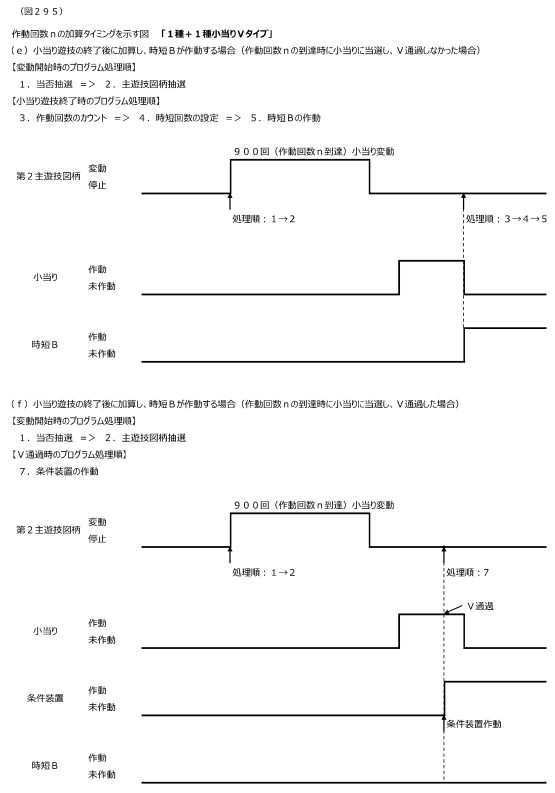 （図２９５）
作動回数ｎの加算タイミングを示す図　「１種＋１種小当りＶタイプ」
（ｅ）小当り遊技の終了後に加算し、時短Ｂが作動する場合（作動回数ｎの到達時に小当りに当選し、Ｖ通過しなかった場合）
【変動開始時のプログラム処理順】
１．当否抽選　＝＞　２．主遊技図柄抽選
【小当り遊技終了時のプログラム処理順】
３．作動回数のカウント　＝＞　４．時短回数の設定　＝＞　５．時短Ｂの作動
９００回（作動回数ｎ到達）小当り変動
第２主遊技図柄
変動
停止
処理順：１→２
処理順：３→４→５
小当り
作動
未作動
時短Ｂ
作動
未作動
（ｆ）小当り遊技の終了後に加算し、時短Ｂが作動する場合（作動回数ｎの到達時に小当りに当選し、Ｖ通過した場合）
【変動開始時のプログラム処理順】
１．当否抽選　＝＞　２．主遊技図柄抽選
【Ｖ通過時のプログラム処理順】
７．条件装置の作動
９００回（作動回数ｎ到達）小当り変動
第２主遊技図柄
変動
停止
処理順：１→２
処理順：７
Ｖ通過
小当り
作動
未作動
条件装置
作動
未作動
条件装置作動
時短Ｂ
作動
未作動